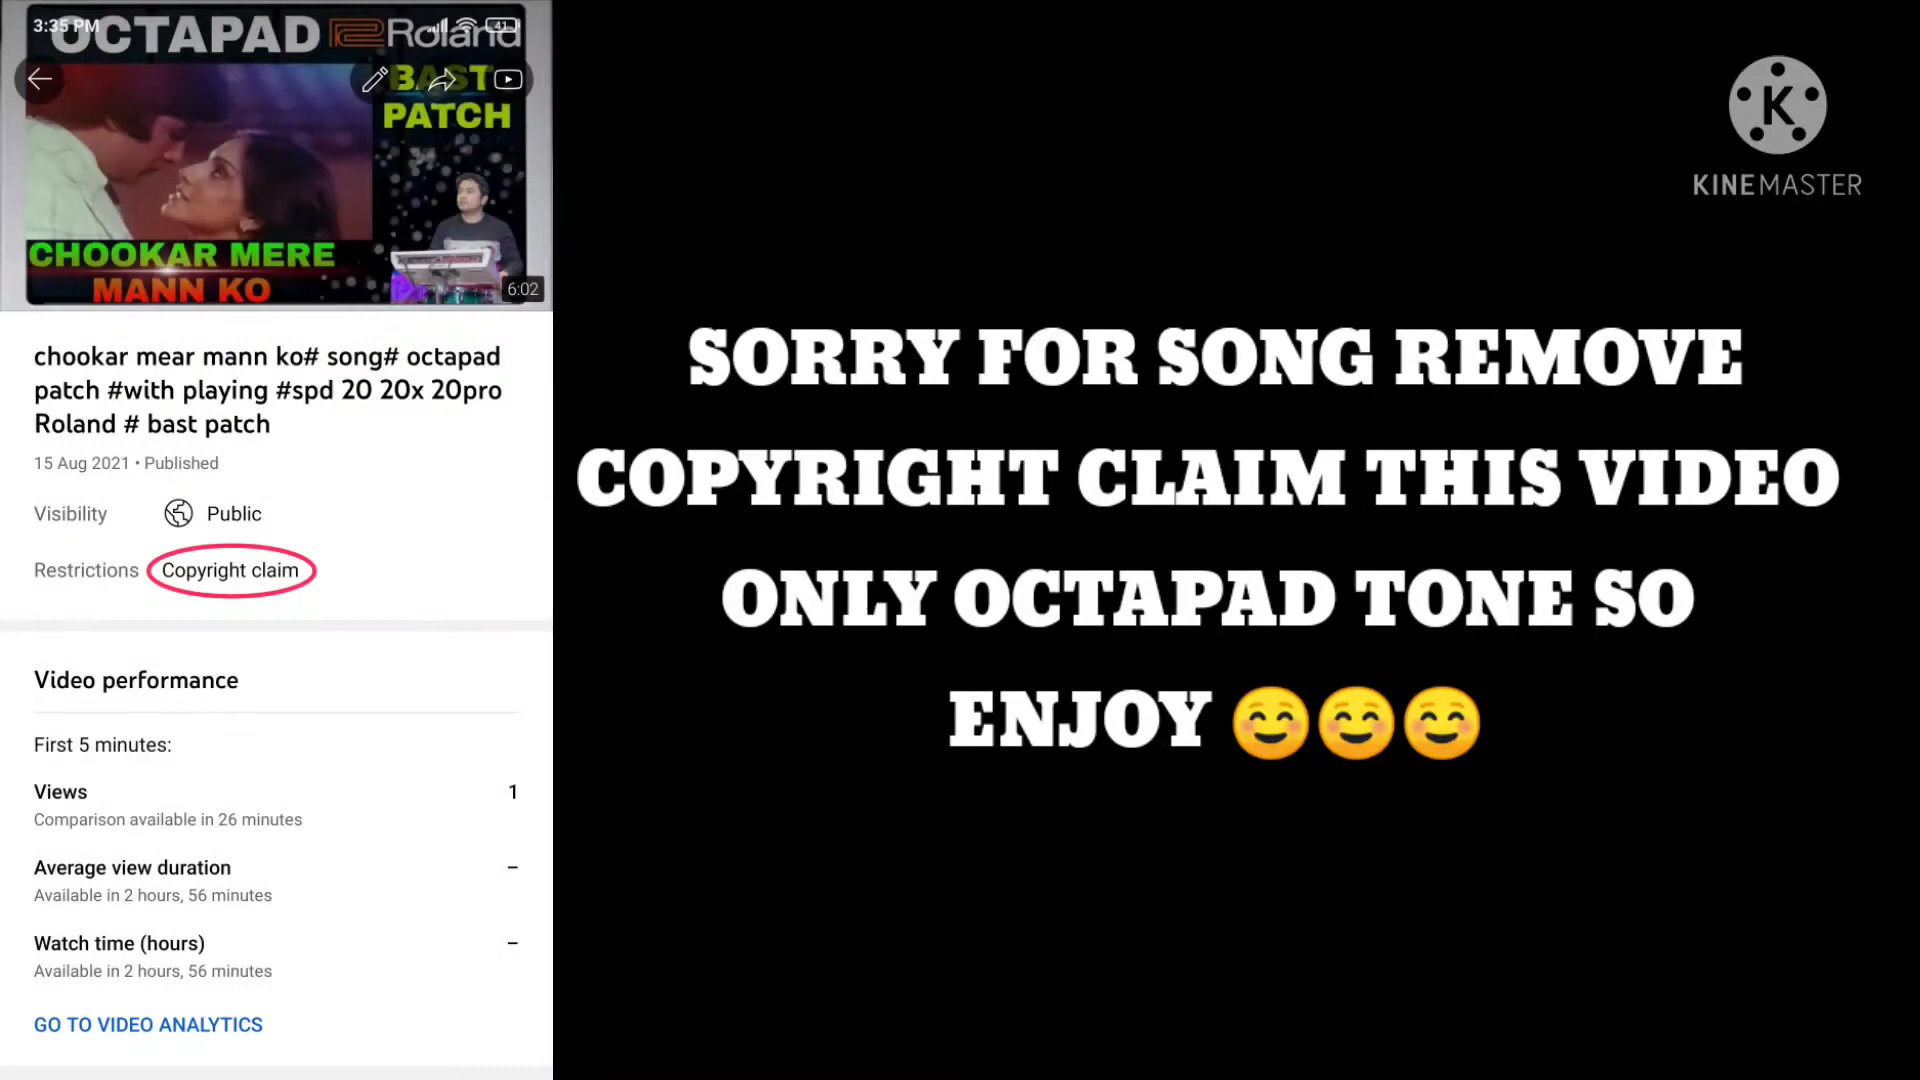 3:35 PM
41
OCTAPAD Roland
BAST
PATCH
CHOOKAR MERE
MANN KO
6:02
chookar mear mann ko# song# octapad
patch #with playing #spd 20 20x 20pro
Roland # bast patch
15 Aug 2021 • Published
Visibility Public
Restrictions Copyright claim
Video performance
First 5 minutes:
Views 1
Comparison available in 26 minutes
Average view duration –
Available in 2 hours, 56 minutes
Watch time (hours) –
Available in 2 hours, 56 minutes
GO TO VIDEO ANALYTICS
K
KINEMASTER
SORRY FOR SONG REMOVE
COPYRIGHT CLAIM THIS VIDEO
ONLY OCTAPAD TONE SO
ENJOY ☺️☺️☺️